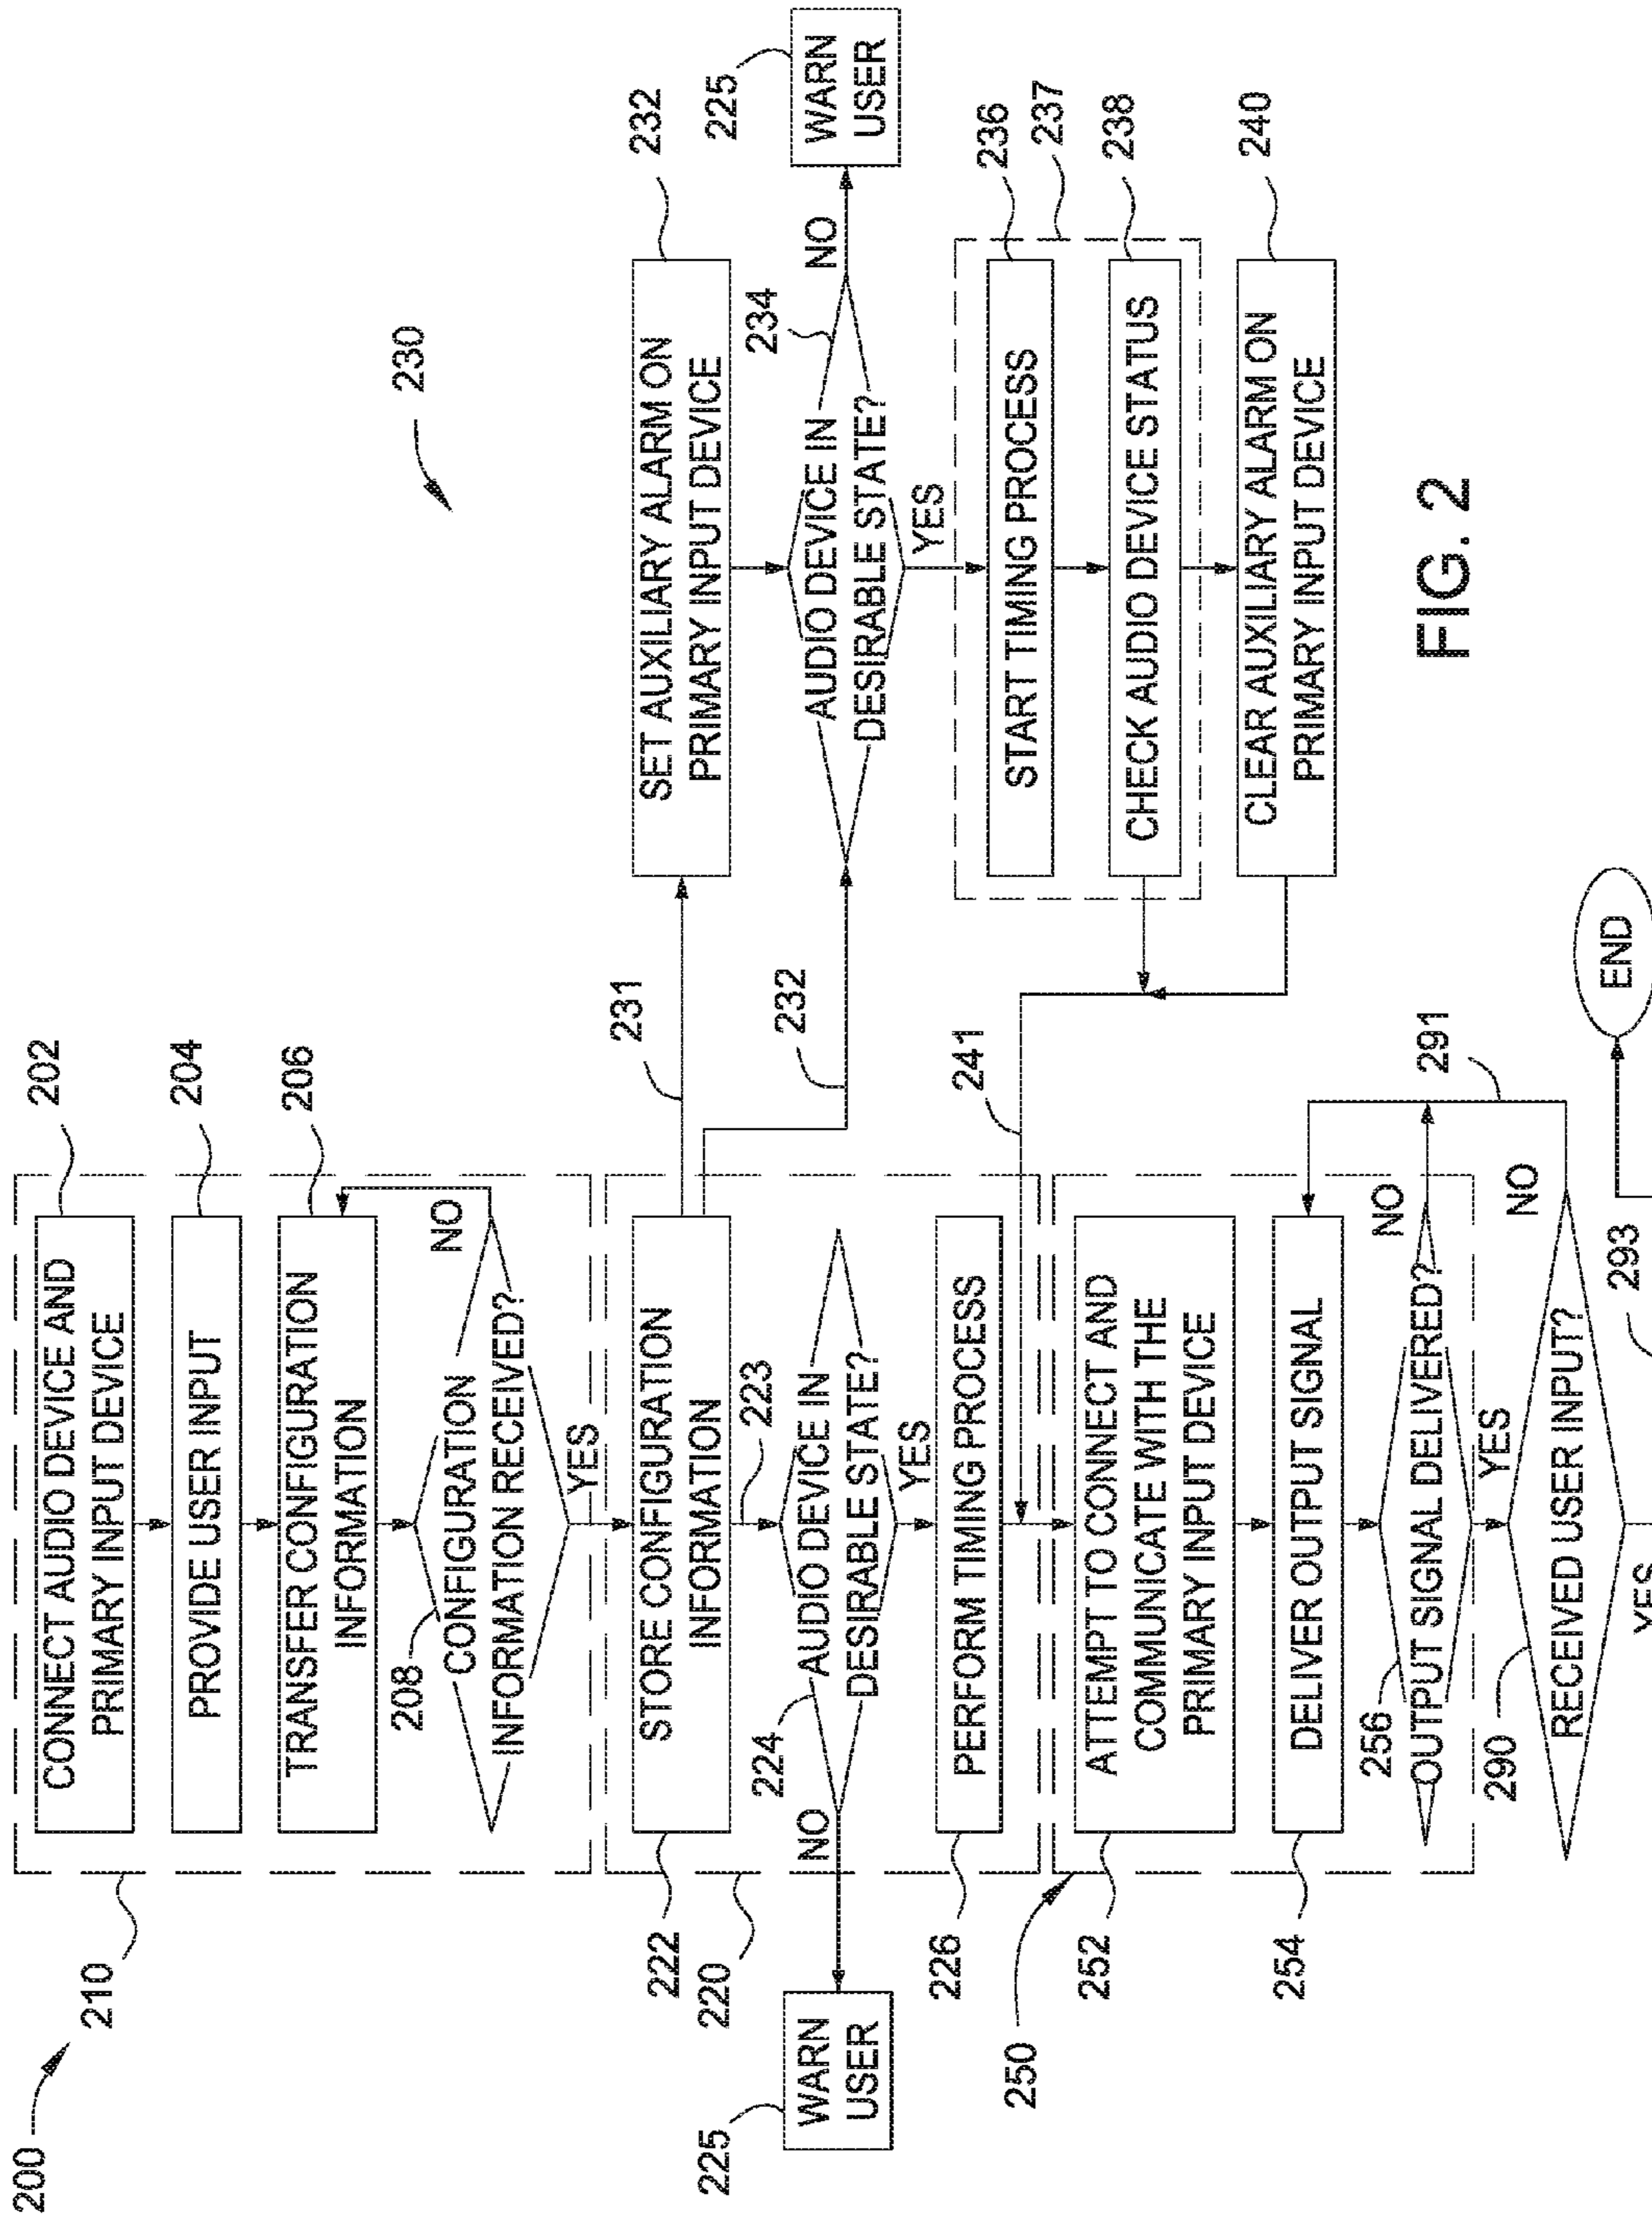 200
210
CONNECT AUDIO DEVICE AND
PRIMARY INPUT DEVICE
202
PROVIDE USER INPUT
204
TRANSFER CONFIGURATION
INFORMATION
206
208
CONFIGURATION
INFORMATION RECEIVED?
NO
YES
230
222
STORE CONFIGURATION
INFORMATION
231
SET AUXILIARY ALARM ON
PRIMARY INPUT DEVICE
232
220
223
225
WARN
USER
NO
224
AUDIO DEVICE IN
DESIRABLE STATE?
YES
232
AUDIO DEVICE IN
DESIRABLE STATE?
234
NO
YES
225
WARN
USER
226
PERFORM TIMING PROCESS
241
START TIMING PROCESS
236
237
250
252
ATTEMPT TO CONNECT AND
COMMUNICATE WITH THE
PRIMARY INPUT DEVICE
CHECK AUDIO DEVICE STATUS
238
254
DELIVER OUTPUT SIGNAL
CLEAR AUXILIARY ALARM ON
PRIMARY INPUT DEVICE
240
256
OUTPUT SIGNAL DELIVERED?
NO
291
YES
290
RECEIVED USER INPUT?
NO
YES
293
END
FIG. 2